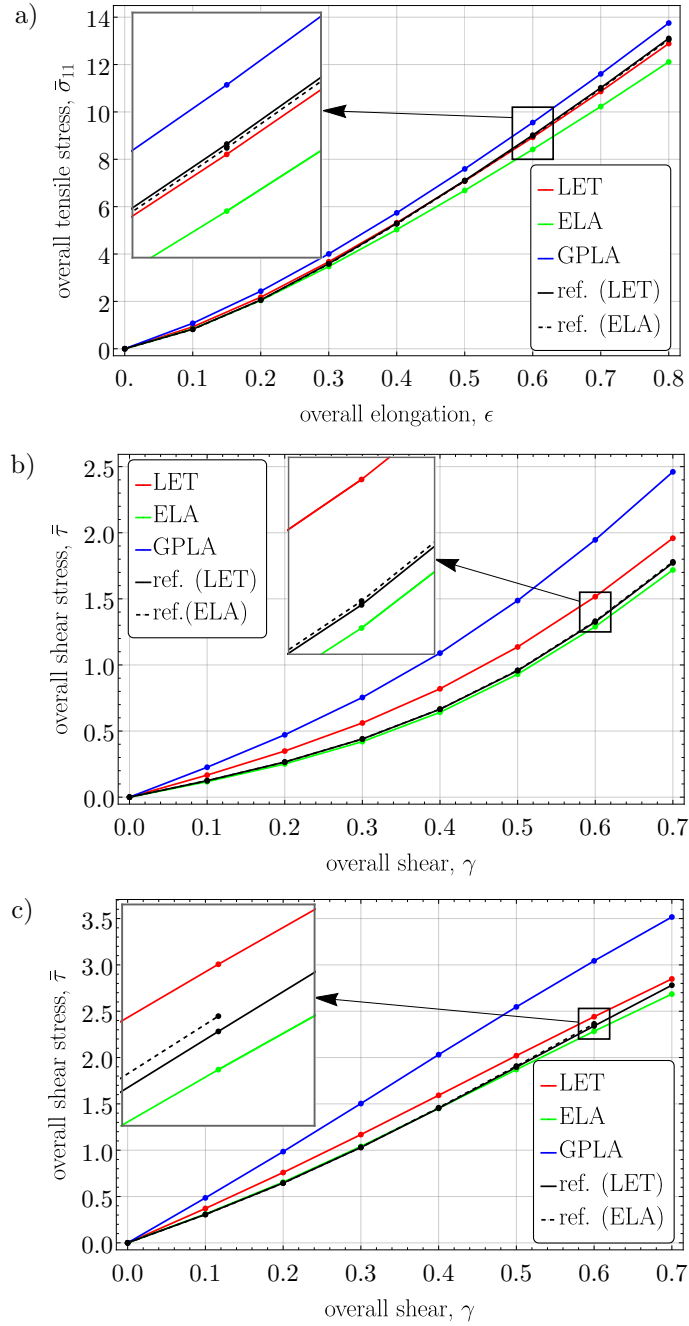 a)
overall tensile stress, σ̄₁₁
14
12
10
8
6
4
2
0
LET
ELA
GPLA
ref. (LET)
ref. (ELA)
0. 0.1 0.2 0.3 0.4 0.5 0.6 0.7 0.8
overall elongation, ϵ
b)
overall shear stress, τ̄
2.5
2.0
1.5
1.0
0.5
0.0
LET
ELA
GPLA
ref. (LET)
ref.(ELA)
0.0 0.1 0.2 0.3 0.4 0.5 0.6 0.7
overall shear, γ
c)
overall shear stress, τ̄
3.5
3.0
2.5
2.0
1.5
1.0
0.5
0.0
LET
ELA
GPLA
ref. (LET)
ref. (ELA)
0.0 0.1 0.2 0.3 0.4 0.5 0.6 0.7
overall shear, γ